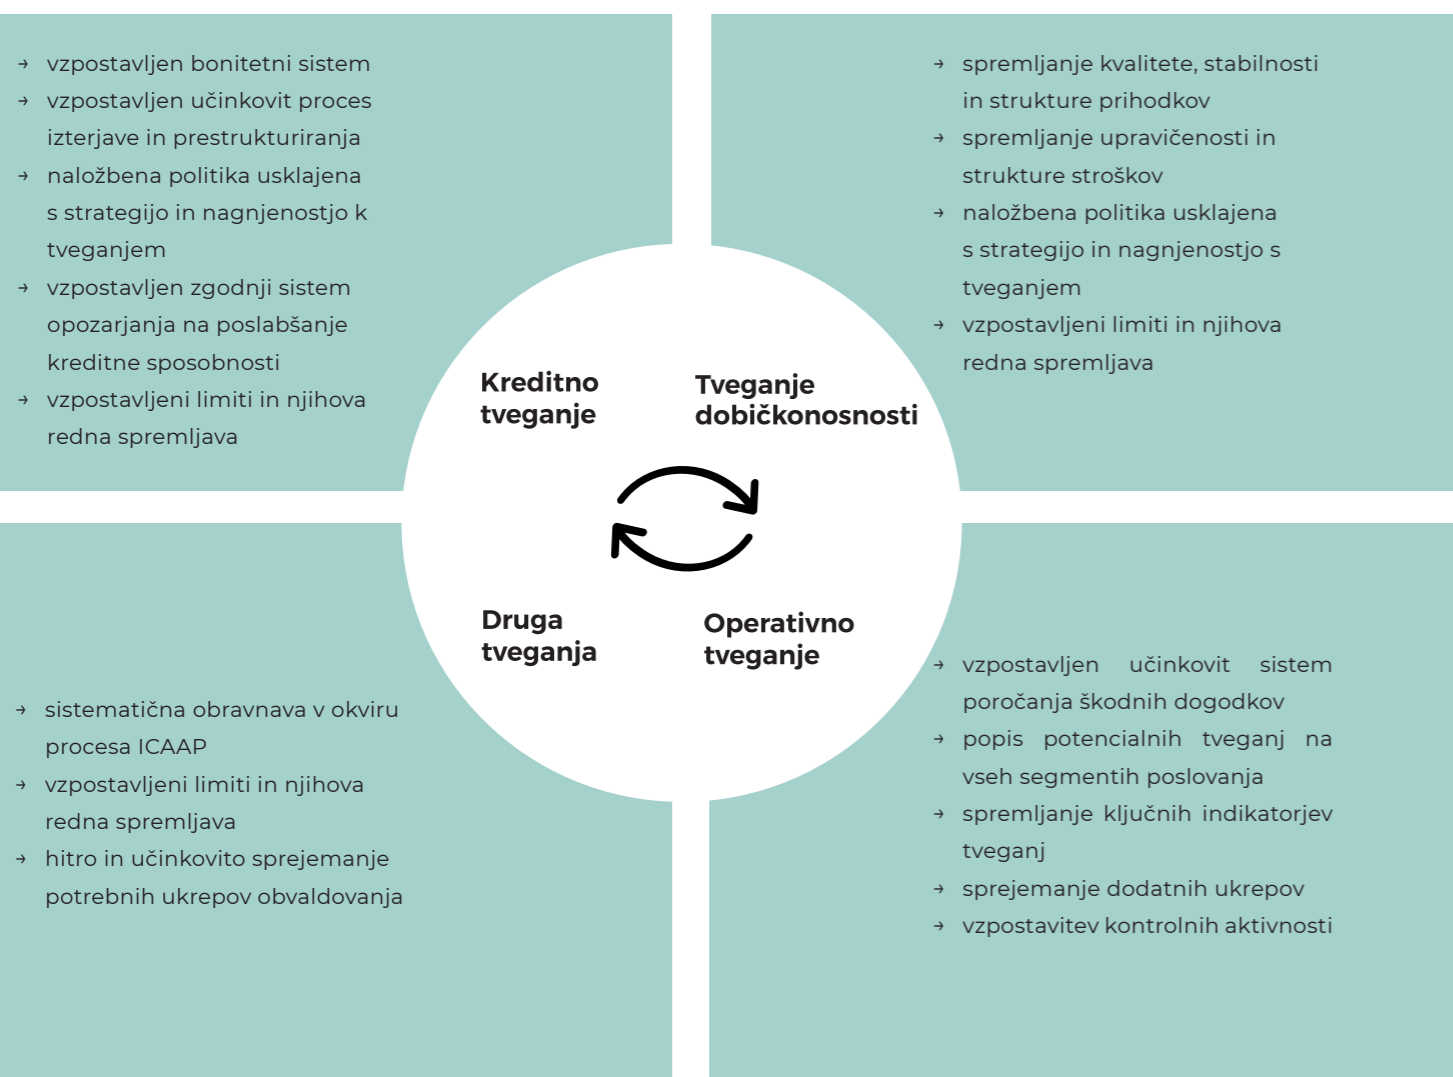 → vzpostavljen bonitetni sistem
→ vzpostavljen učinkovit proces
izterjave in prestrukturiranja
→ naložbena politika usklajena
s strategijo in nagnjenostjo k
tveganjem
→ vzpostavljen zgodnji sistem
opozarjanja na poslabšanje
kreditne sposobnosti
→ vzpostavljeni limiti in njihova
redna spremljava
→ spremljanje kvalitete, stabilnosti
in strukture prihodkov
→ spremljanje upravičenosti in
strukture stroškov
→ naložbena politika usklajena
s strategijo in nagnjenostjo s
tveganjem
→ vzpostavljeni limiti in njihova
redna spremljava
Kreditno
tveganje
Tveganje
dobičkonosnosti
Druga
tveganja
Operativno
tveganje
→ sistematična obravnava v okviru
procesa ICAAP
→ vzpostavljeni limiti in njihova
redna spremljava
→ hitro in učinkovito sprejemanje
potrebnih ukrepov obvaldovanja
→ vzpostavljen učinkovit sistem
poročanja škodnih dogodkov
→ popis potencialnih tveganj na
vseh segmentih poslovanja
→ spremljanje ključnih indikatorjev
tveganj
→ sprejemanje dodatnih ukrepov
→ vzpostavitev kontrolnih aktivnosti